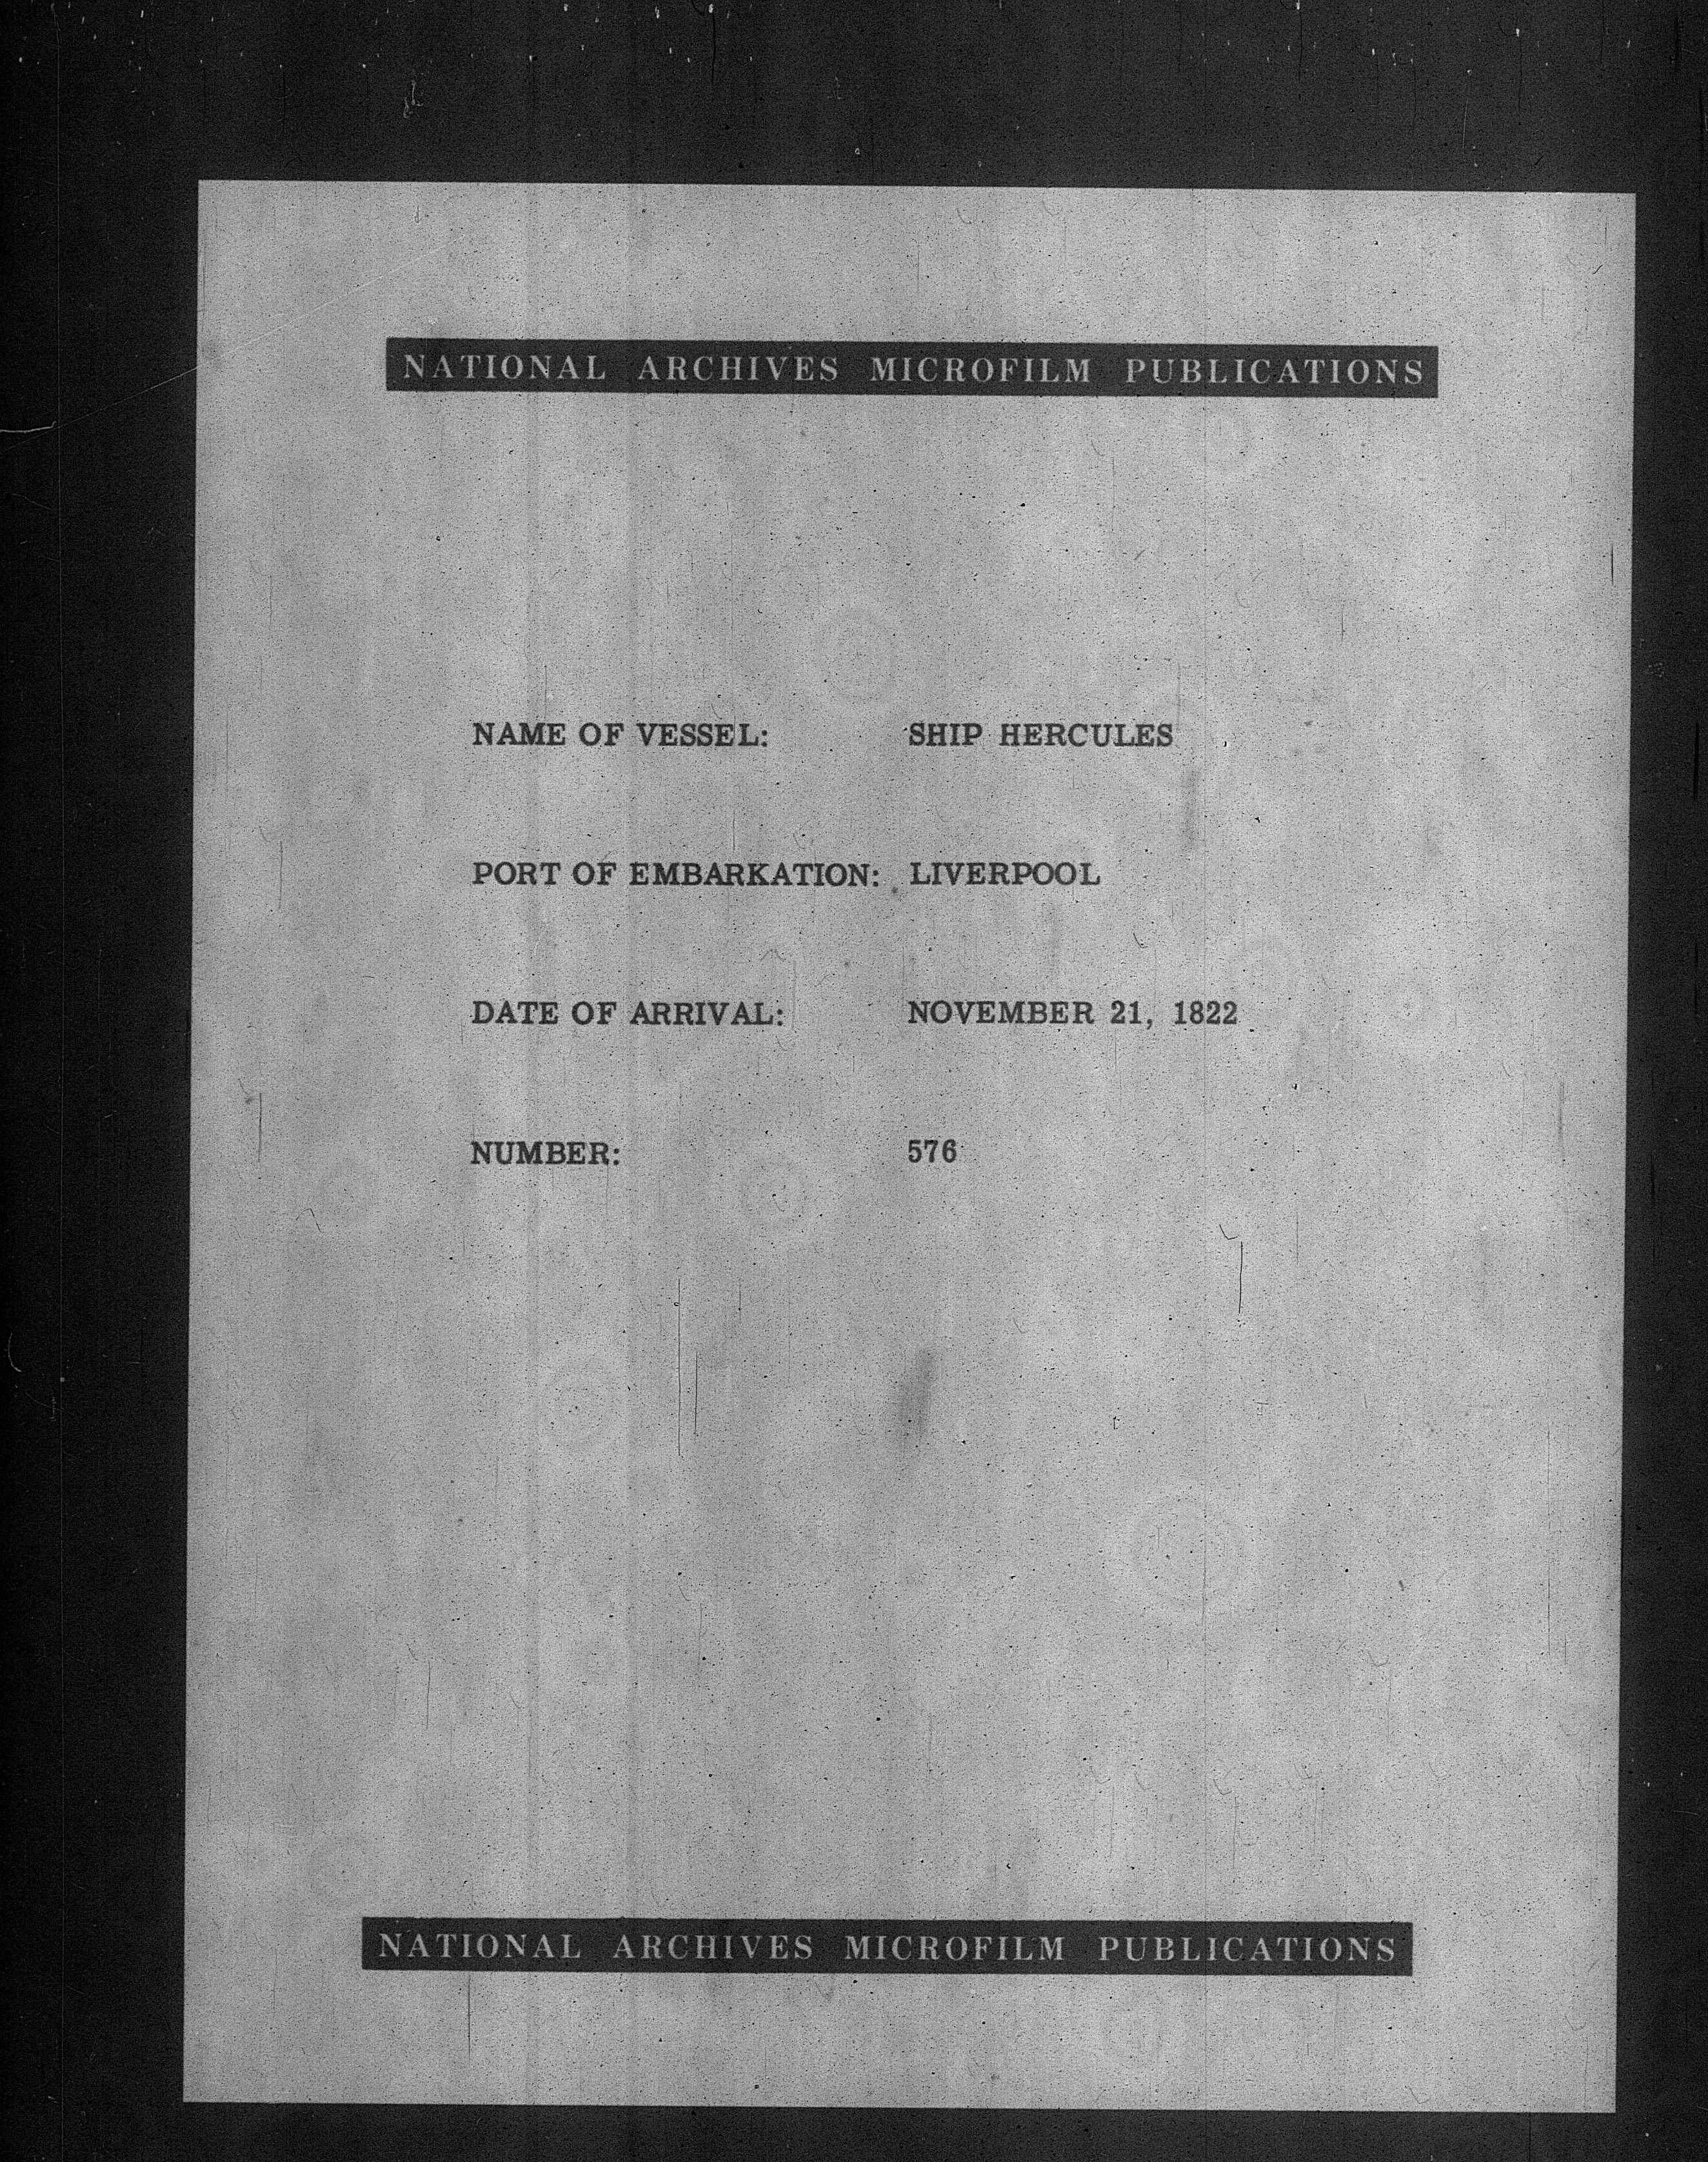 NATIONAL ARCHIVES MICROFILM PUBLICATIONS
NAME OF VESSEL: SHIP HERCULES
PORT OF EMBARKATION: LIVERPOOL
DATE OF ARRIVAL: NOVEMBER 21, 1822
NUMBER: 576
NATIONAL ARCHIVES MICROFILM PUBLICATIONS